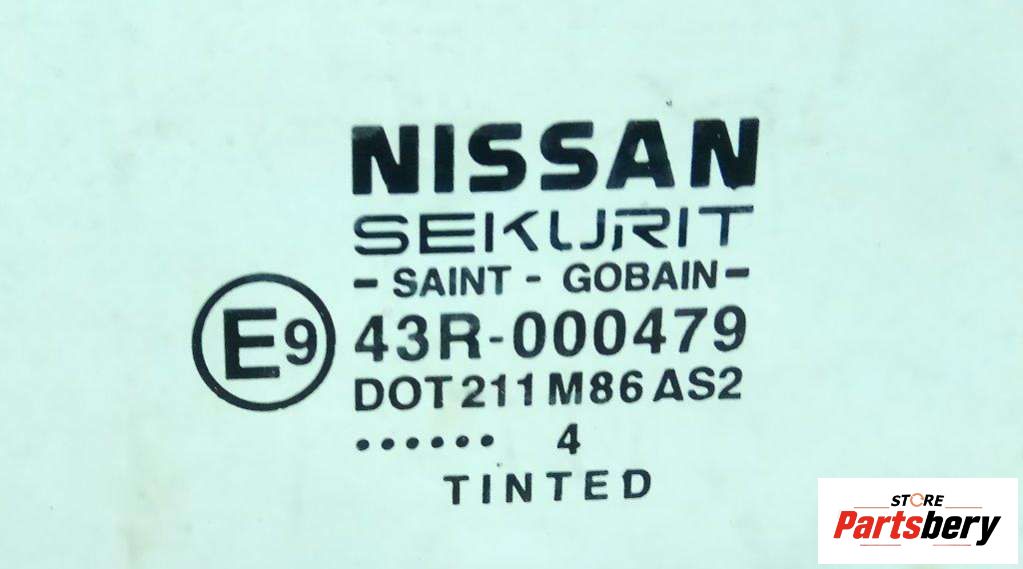 NISSAN
SEKURIT
- SAINT - GOBAIN -
E9 43R-000479
DOT 211 M86 AS2
...... 4
TINTED
STORE
Partsbery